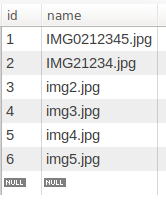 id name
1 IMG0212345.jpg
2 IMG21234.jpg
3 img2.jpg
4 img3.jpg
5 img4.jpg
6 img5.jpg
NULL NULL